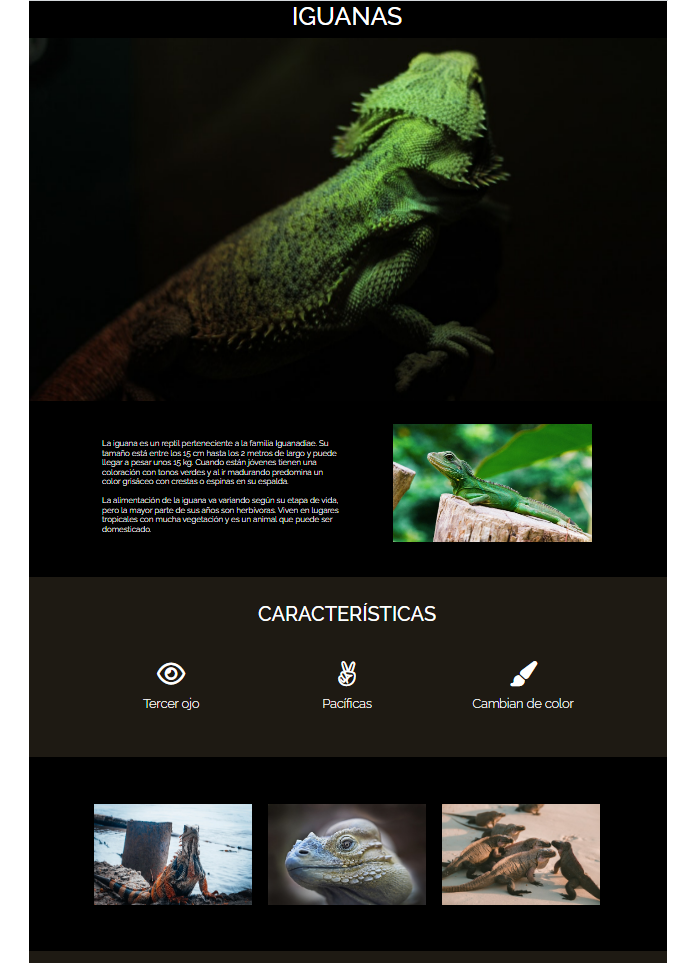 IGUANAS
La iguana es un reptil perteneciente a la familia Iguanadiae. Su
tamaño está entre los 15 cm hasta los 2 metros de largo y puede
llegar a pesar unos 15 kg. Cuando están jóvenes tienen una
coloración con tonos verdes y al ir madurando predomina un
color grisáceo con crestas o espinas en su espalda.
La alimentación de la iguana va variando según su etapa de vida,
pero la mayor parte de sus años son herbívoras. Viven en lugares
tropicales con mucha vegetación y es un animal que puede ser
domesticado.
CARACTERÍSTICAS
Tercer ojo
Pacíficas
Cambian de color